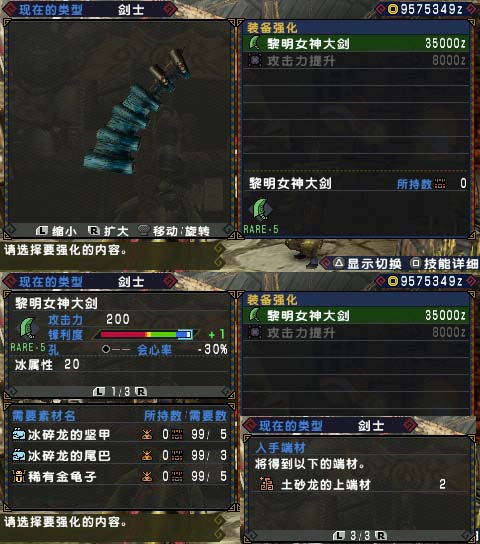 现在的类型 剑士
9575349z
装备强化
黎明女神大剑 35000z
攻击力提升 8000z
黎明女神大剑 所持数 0
RARE-5
L 缩小 R 扩大 移动/旋转
请选择要强化的内容。
△显示切换 □技能详细
现在的类型 剑士
9575349z
黎明女神大剑
攻击力 200
锋利度 +1
RARE-5 孔 ●—— 会心率 -30%
冰属性 20
L 1/3 R
需要素材名 所持数/需要数
冰碎龙的坚甲 0 99/ 5
冰碎龙的尾巴 0 99/ 3
稀有金龟子 0 99/ 5
请选择要强化的内容。
装备强化
黎明女神大剑 35000z
攻击力提升 8000z
现在的类型 剑士
入手端材
将得到以下的端材。
土砂龙的上端材 2
L 3/3 R